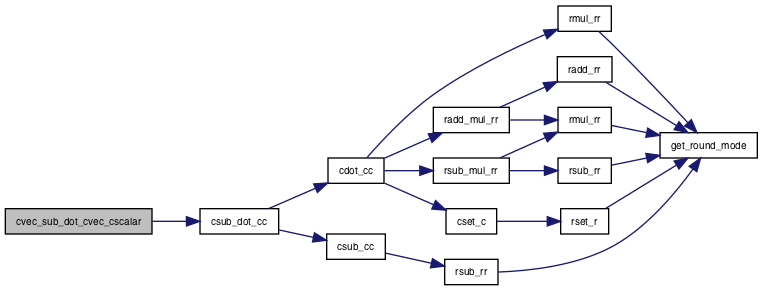 rmul_rr
radd_rr
radd_mul_rr
rmul_rr
get_round_mode
cdot_cc
rsub_mul_rr
rsub_rr
cvec_sub_dot_cvec_cscalar
csub_dot_cc
cset_c
rset_r
csub_cc
rsub_rr